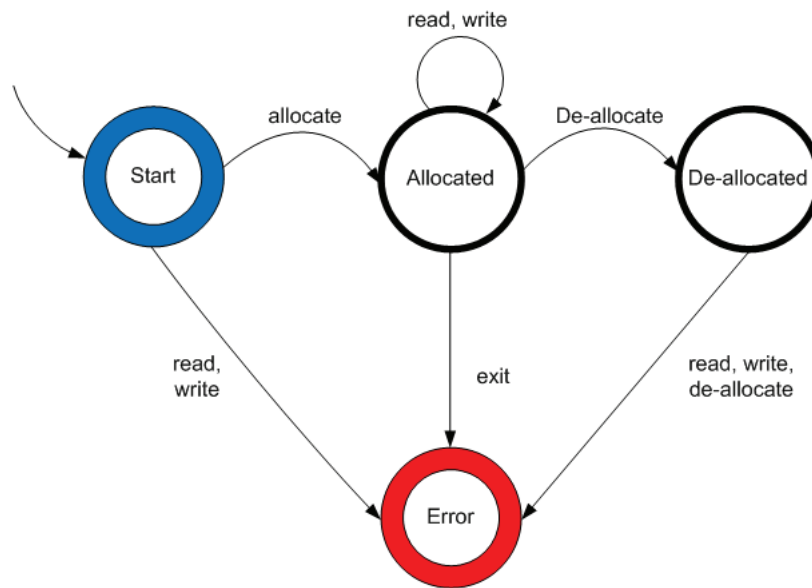 read, write
allocate
De-allocate
Start
Allocated
De-allocated
read,
write
exit
read, write,
de-allocate
Error